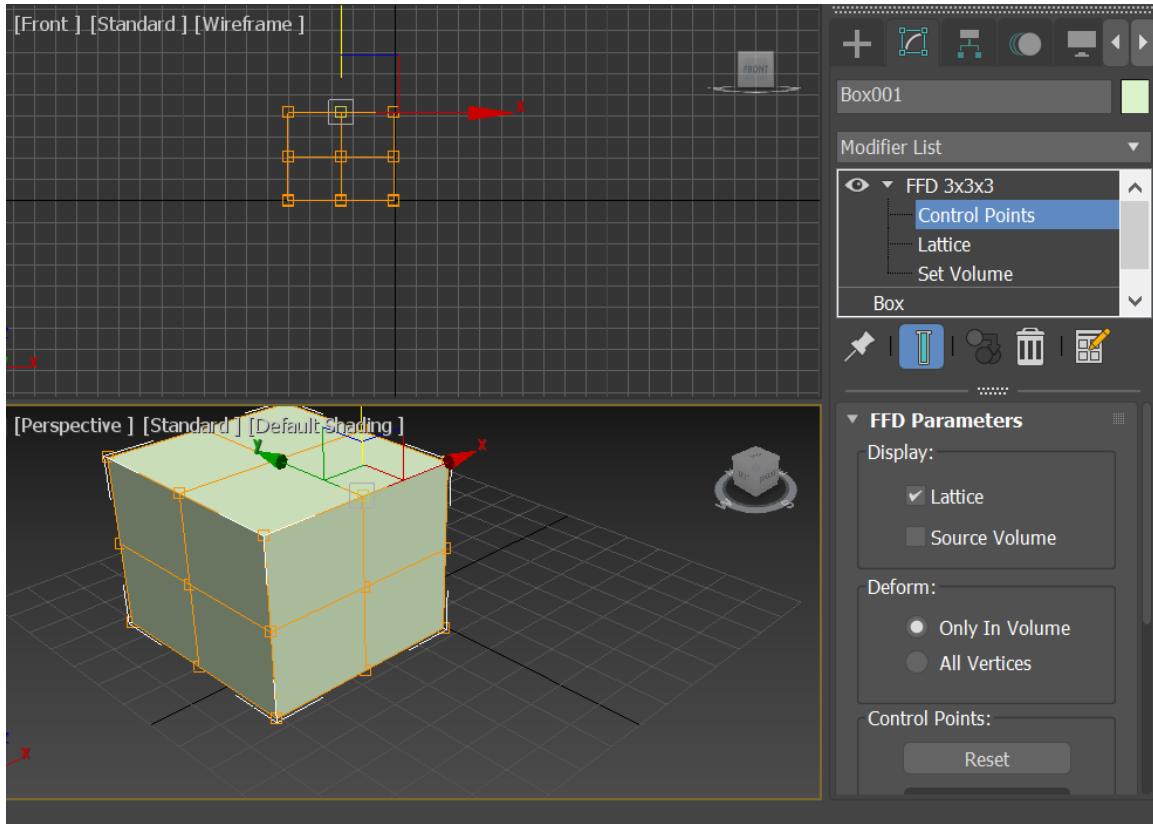 [Front ] [Standard ] [Wireframe ]
FRONT
X
X
[Perspective ] [Standard ] [Default Shading ]
y
X
X
Box001
Modifier List
FFD 3x3x3
Control Points
Lattice
Set Volume
Box
FFD Parameters
Display:
Lattice
Source Volume
Deform:
Only In Volume
All Vertices
Control Points:
Reset